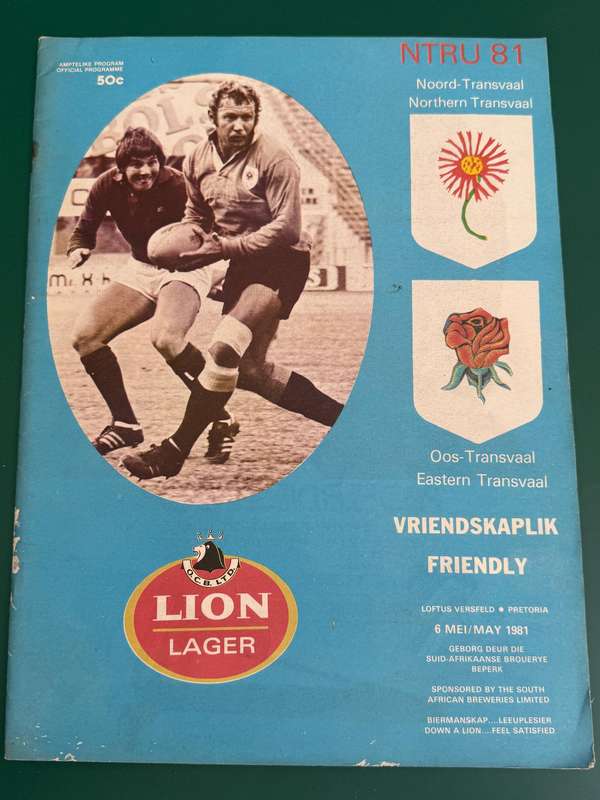 AMPTELIKE PROGRAM
OFFICIAL PROGRAMME
50c
NTRU 81
Noord-Transvaal
Northern Transvaal
Oos-Transvaal
Eastern Transvaal
VRIENDSKAPLIK
FRIENDLY
LOFTUS VERSFELD • PRETORIA
6 MEI/MAY 1981
GEBORG DEUR DIE
SUID-AFRIKAANSE BROUERYE
BEPERK
SPONSORED BY THE SOUTH
AFRICAN BREWERIES LIMITED
BIERMANSKAP....LEEUPLESIER
DOWN A LION....FEEL SATISFIED
O.C.B. LTD.
LION
LAGER